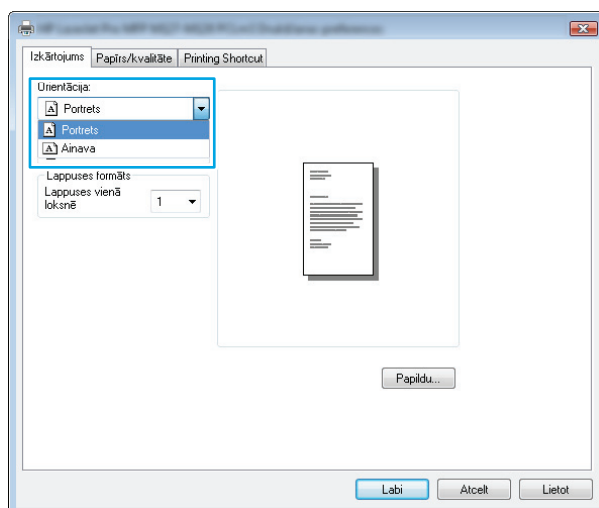 Izkārtojums Papīrs/kvalitāte Printing Shortcut
Orientācija:
Portrets
Portrets
Ainava
Lappuses formāts
Lappuses vienā
loksnē
1
Papildu...
Labi Atcelt Lietot